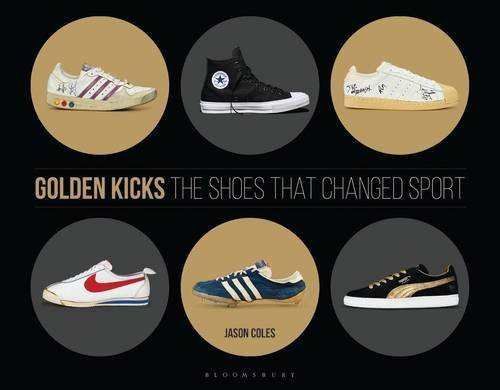 GOLDEN KICKS THE SHOES THAT CHANGED SPORT
JASON COLES
BLOOMSBURY